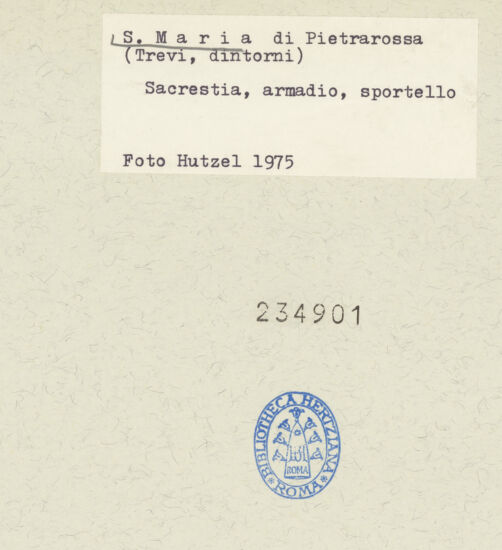 S. M a r i a di Pietrarossa
(Trevi, dintorni)
Sacrestia, armadio, sportello
Foto Hutzel 1975
234901
BIBLIOTHECA HERTZIANA
ROMA
* ROMA *